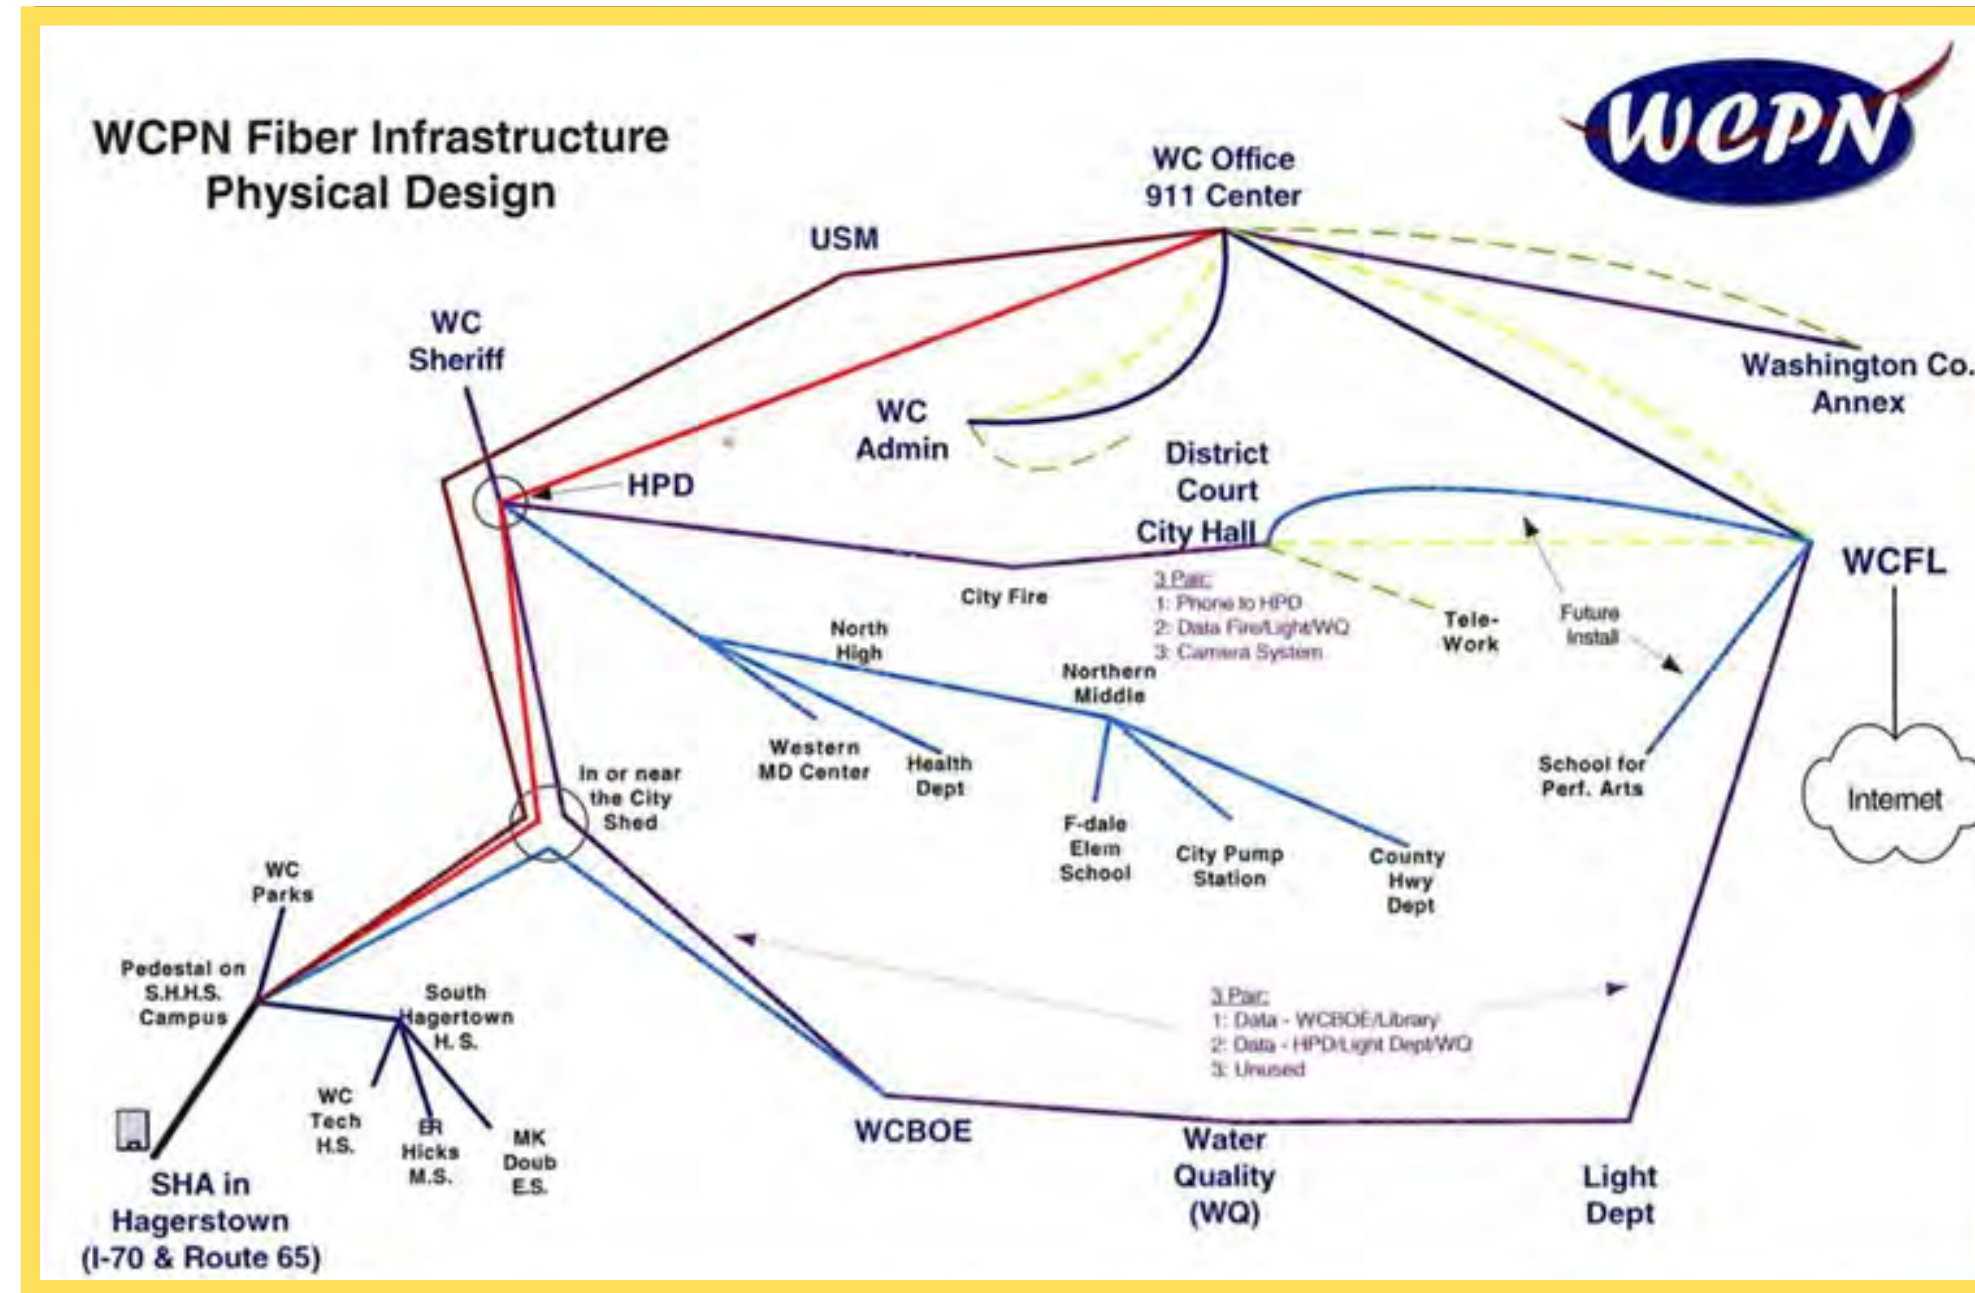 WCPN Fiber Infrastructure
Physical Design
WCPN
WC Office
911 Center
USM
WC
Sheriff
Washington Co.
Annex
WC
Admin
District
Court
City Hall
HPD
WCFL
City Fire
3 Pair:
1: Phone to HPD
2: Data Fire/Light/WQ
3: Camera System
Tele-
Work
Future
Install
North
High
Northern
Middle
Western
MD Center
Health
Dept
In or near
the City
Shed
School for
Perf. Arts
Internet
F-dale
Elem
School
City Pump
Station
County
Hwy
Dept
WC
Parks
Pedestal on
S.H.H.S.
Campus
South
Hagertown
H. S.
3 Pair:
1: Data - WCBOE/Library
2: Data - HPD/Light Dept/WQ
3: Unused
WC
Tech
H.S.
ER
Hicks
M.S.
MK
Doub
E.S.
WCBOE
Water
Quality
(WQ)
Light
Dept
SHA in
Hagerstown
(I-70 & Route 65)